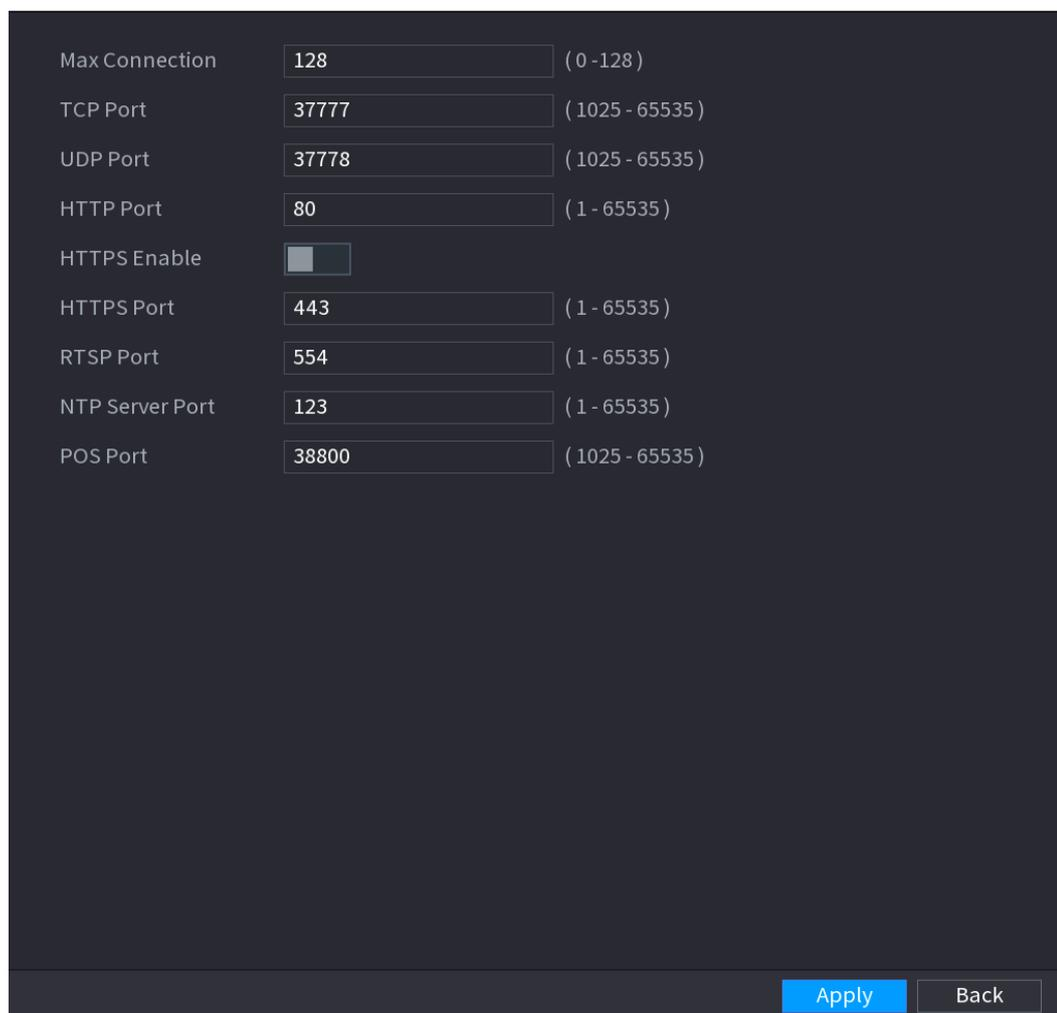 Max Connection 128 ( 0 -128 )
TCP Port 37777 ( 1025 - 65535 )
UDP Port 37778 ( 1025 - 65535 )
HTTP Port 80 ( 1 - 65535 )
HTTPS Enable
HTTPS Port 443 ( 1 - 65535 )
RTSP Port 554 ( 1 - 65535 )
NTP Server Port 123 ( 1 - 65535 )
POS Port 38800 ( 1025 - 65535 )
Apply Back